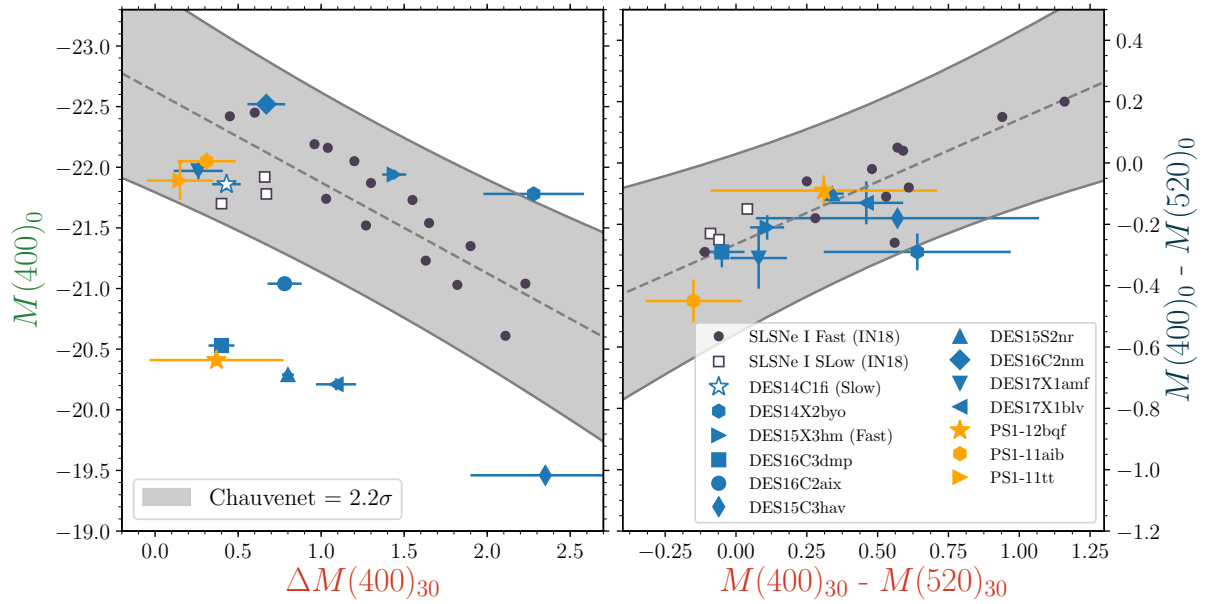 −23.0
−22.5
−22.0
−21.5
−21.0
−20.5
−20.0
−19.5
−19.0
M(400)₀
0.0 0.5 1.0 1.5 2.0 2.5
ΔM(400)₃₀
Chauvenet = 2.2σ
0.4
0.2
0.0
−0.2
−0.4
−0.6
−0.8
−1.0
−1.2
M(400)₀ - M(520)₀
−0.25 0.00 0.25 0.50 0.75 1.00 1.25
M(400)₃₀ - M(520)₃₀
SLSNe I Fast (IN18)
SLSNe I SLow (IN18)
DES14C1fi (Slow)
DES14X2byo
DES15X3hm (Fast)
DES16C3dmp
DES16C2aix
DES15C3hav
DES15S2nr
DES16C2nm
DES17X1amf
DES17X1blv
PS1-12bqf
PS1-11aib
PS1-11tt